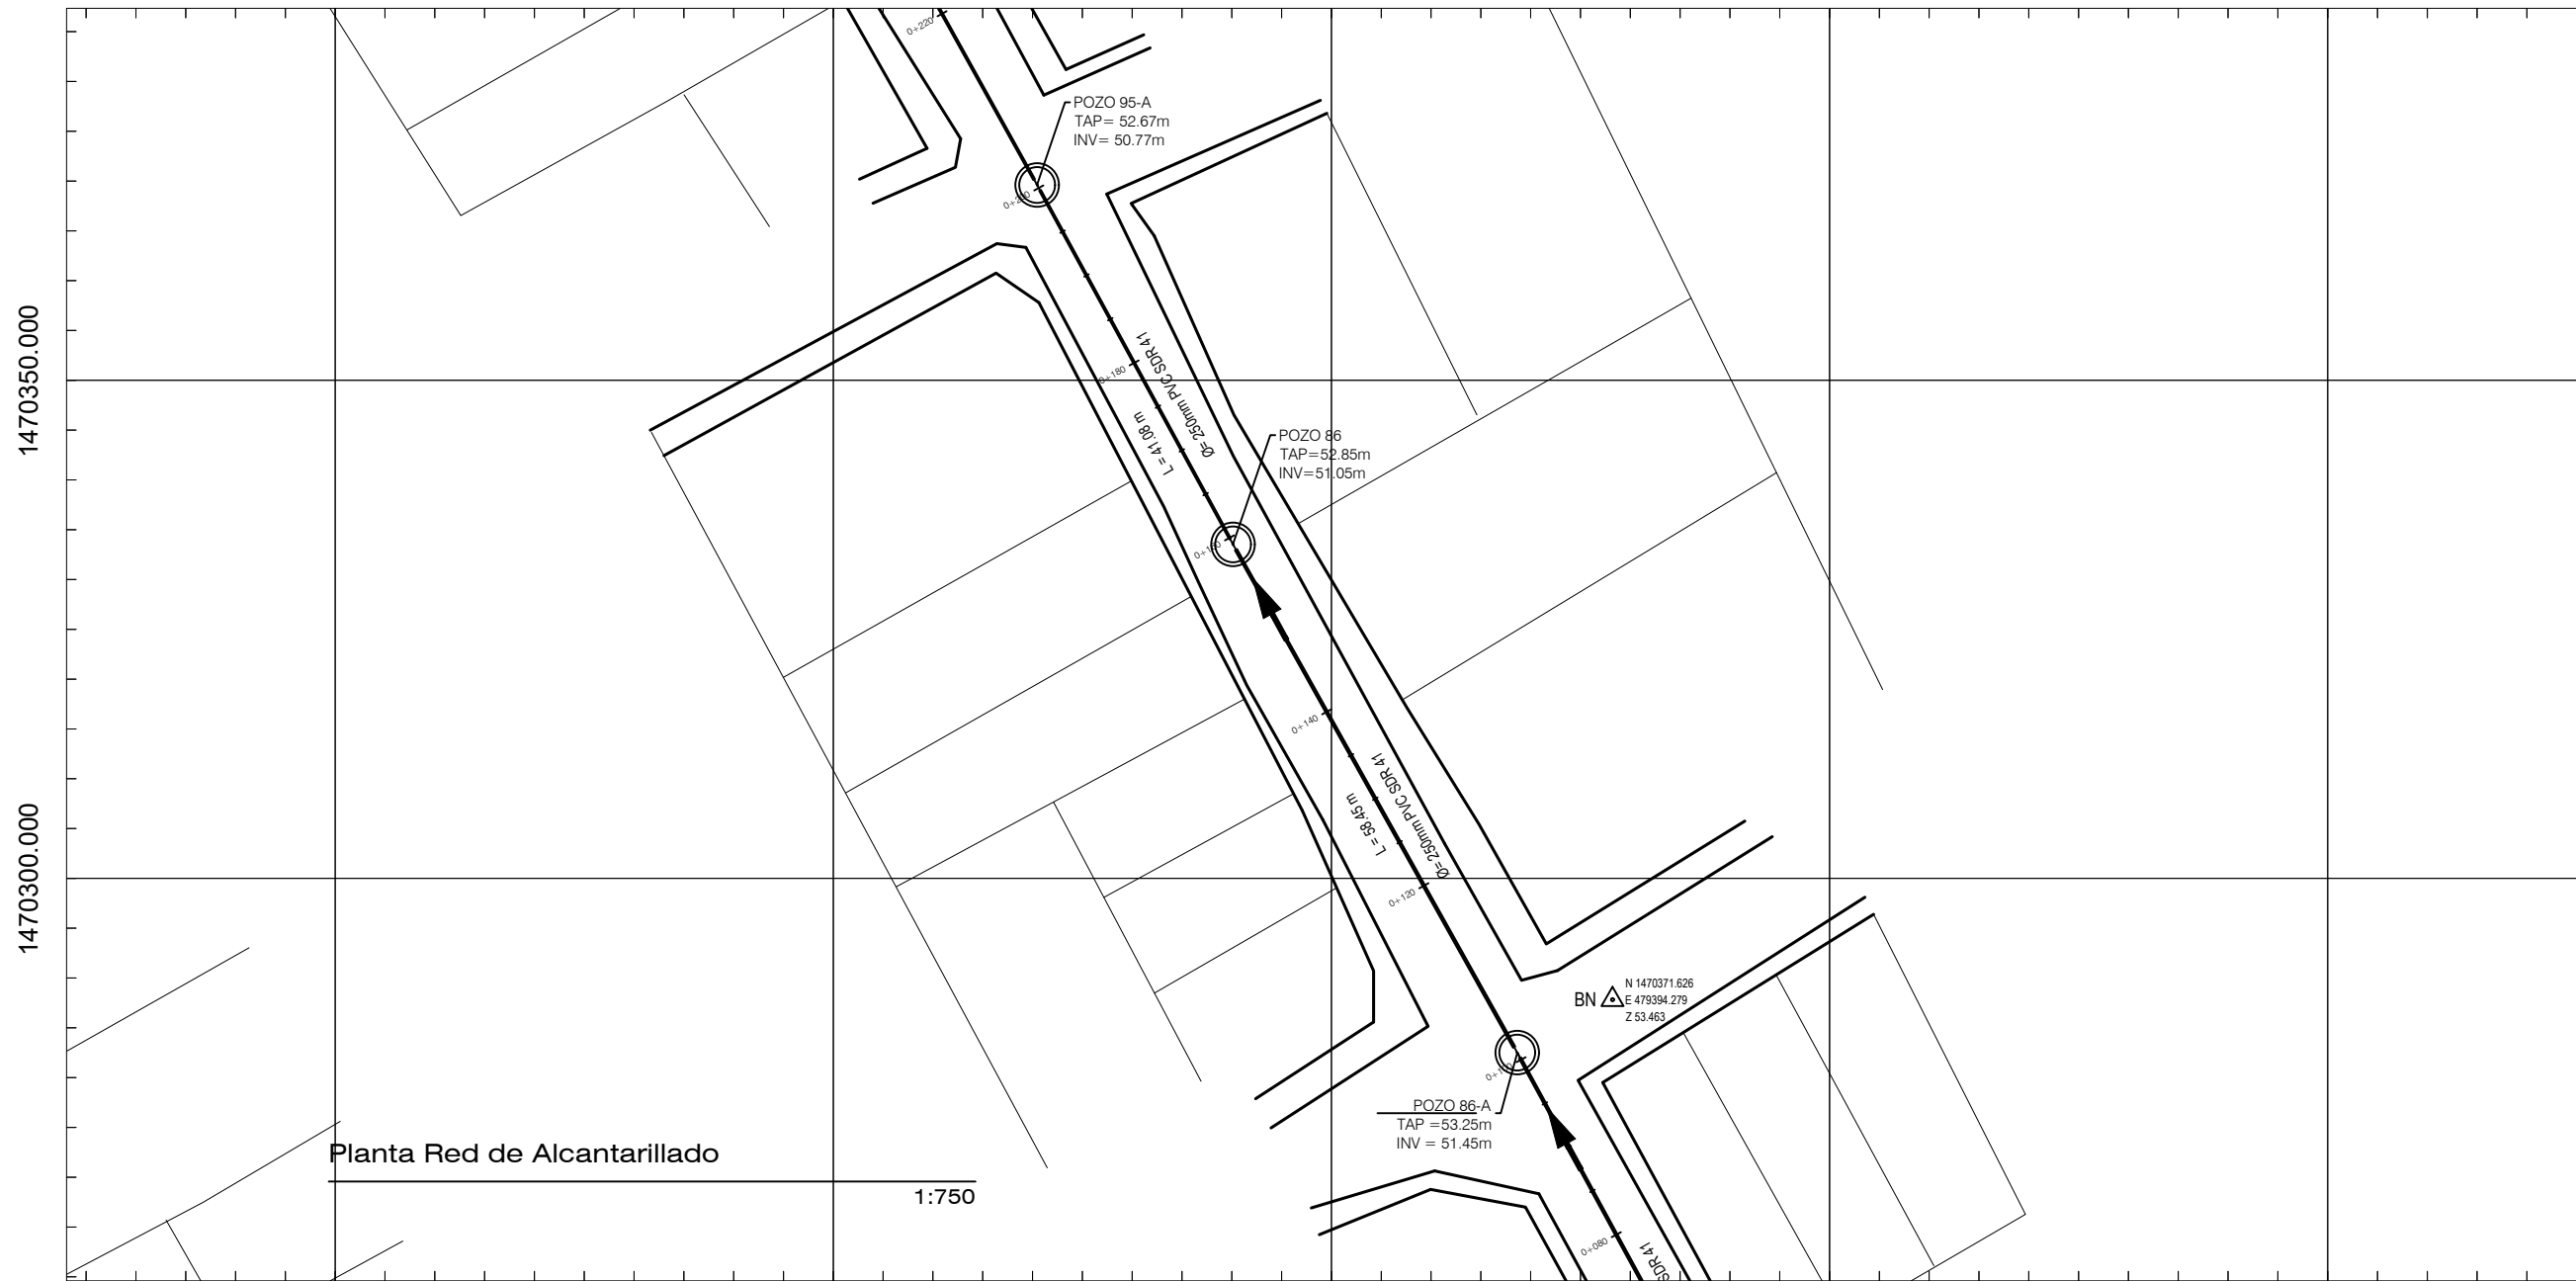 0+220
POZO 95-A
TAP= 52.67m
INV= 50.77m
1470350.000
0+180
Ø= 250mm PVC SDR 41
L = 41.08 m
POZO 86
TAP=52.85m
INV=51.05m
0+140
Ø= 250mm PVC SDR 41
L = 58.45 m
1470300.000
0+120
BN
N 1470371.626
E 479394.279
Z 53.463
POZO 86-A
TAP =53.25m
INV = 51.45m
Planta Red de Alcantarillado
1:750
0+080
SDR 41